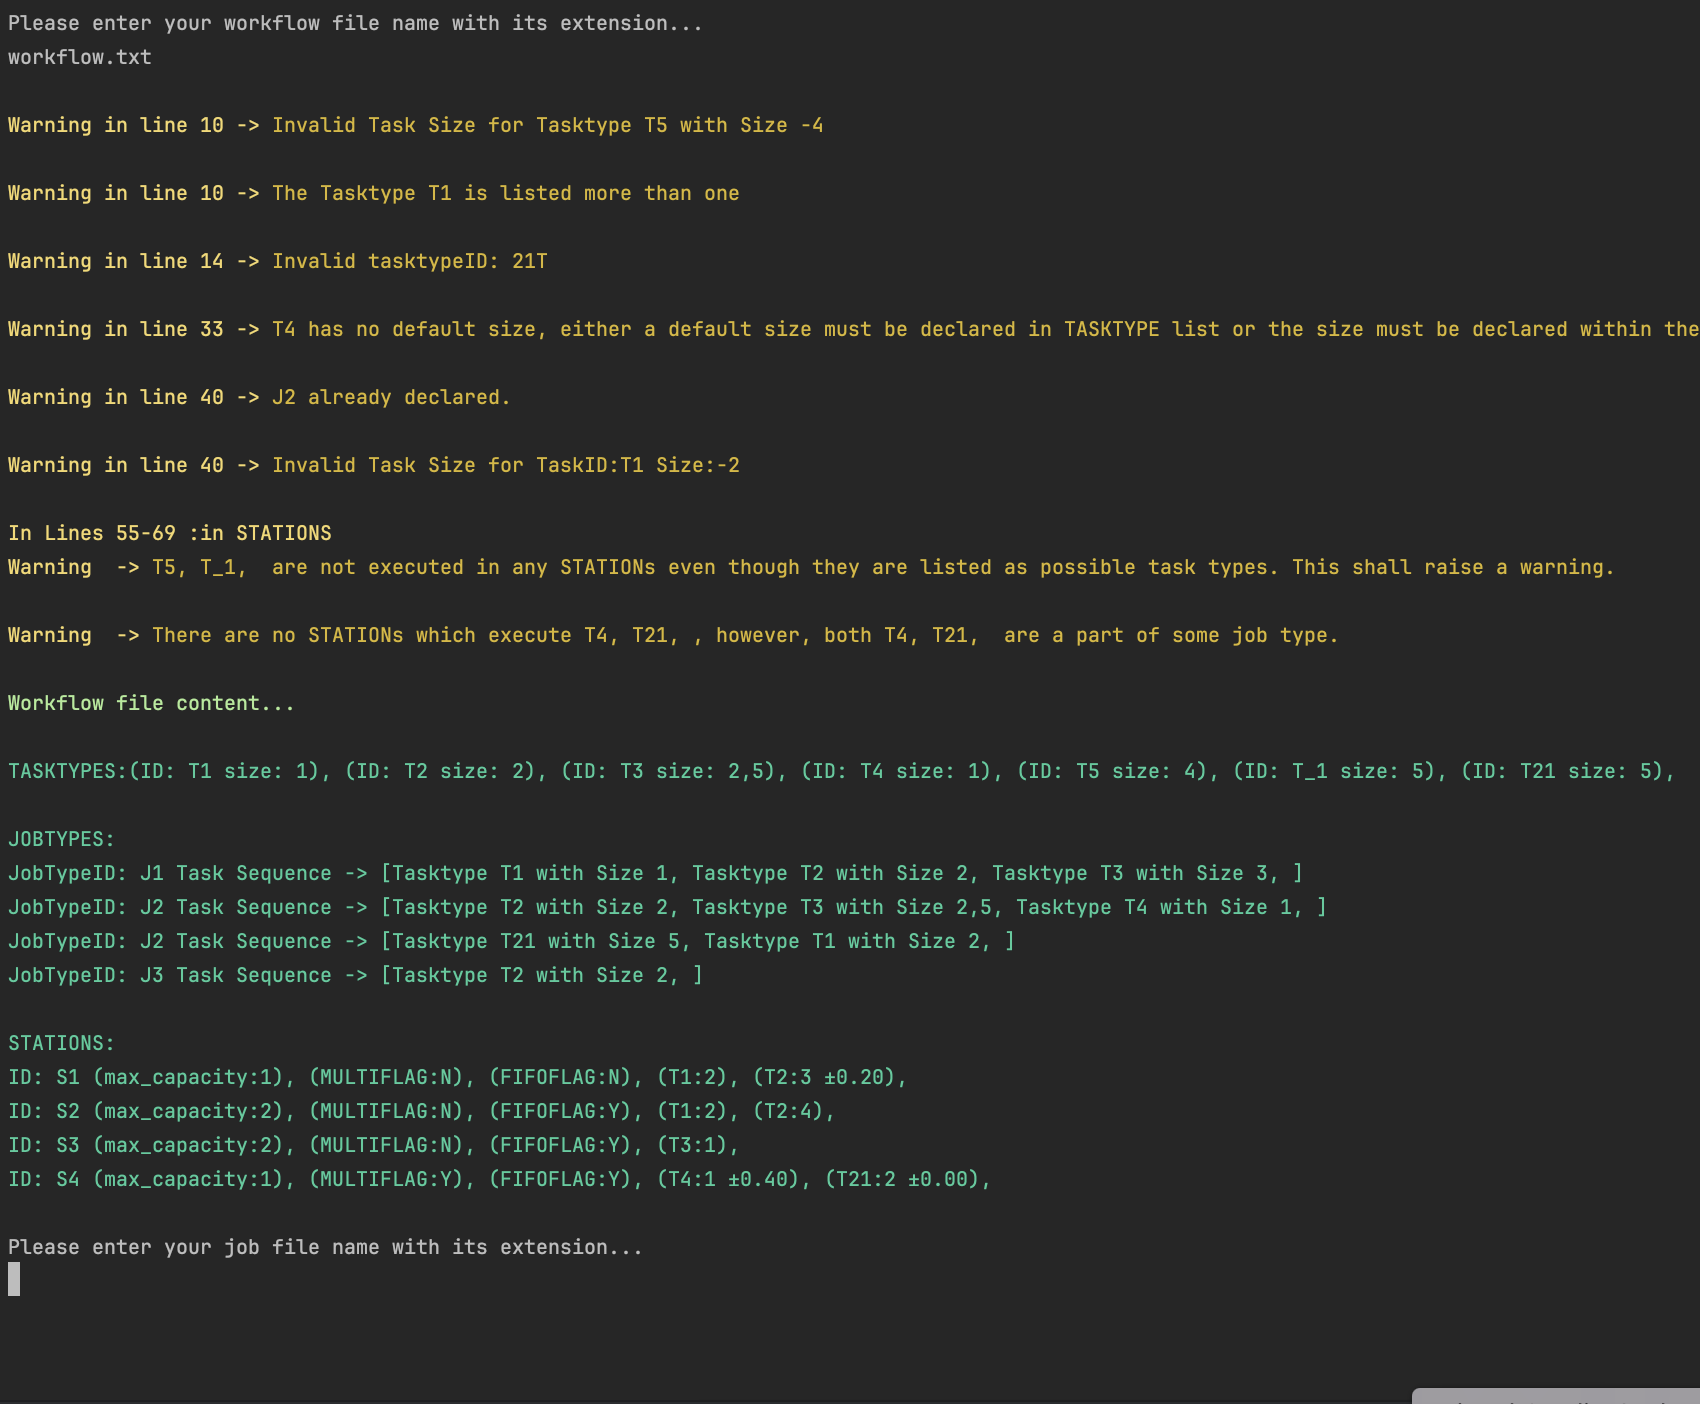 Please enter your workflow file name with its extension...
workflow.txt
Warning in line 10 -> Invalid Task Size for Tasktype T5 with Size -4
Warning in line 10 -> The Tasktype T1 is listed more than one
Warning in line 14 -> Invalid tasktypeID: 21T
Warning in line 33 -> T4 has no default size, either a default size must be declared in TASKTYPE list or the size must be declared within the
Warning in line 40 -> J2 already declared.
Warning in line 40 -> Invalid Task Size for TaskID:T1 Size:-2
In Lines 55-69 :in STATIONS
Warning  -> T5, T_1,  are not executed in any STATIONs even though they are listed as possible task types. This shall raise a warning.
Warning  -> There are no STATIONs which execute T4, T21, , however, both T4, T21,  are a part of some job type.
Workflow file content...
TASKTYPES:(ID: T1 size: 1), (ID: T2 size: 2), (ID: T3 size: 2,5), (ID: T4 size: 1), (ID: T5 size: 4), (ID: T_1 size: 5), (ID: T21 size: 5),
JOBTYPES:
JobTypeID: J1 Task Sequence -> [Tasktype T1 with Size 1, Tasktype T2 with Size 2, Tasktype T3 with Size 3, ]
JobTypeID: J2 Task Sequence -> [Tasktype T2 with Size 2, Tasktype T3 with Size 2,5, Tasktype T4 with Size 1, ]
JobTypeID: J2 Task Sequence -> [Tasktype T21 with Size 5, Tasktype T1 with Size 2, ]
JobTypeID: J3 Task Sequence -> [Tasktype T2 with Size 2, ]
STATIONS:
ID: S1 (max_capacity:1), (MULTIFLAG:N), (FIFOFLAG:N), (T1:2), (T2:3 ±0.20),
ID: S2 (max_capacity:2), (MULTIFLAG:N), (FIFOFLAG:Y), (T1:2), (T2:4),
ID: S3 (max_capacity:2), (MULTIFLAG:N), (FIFOFLAG:Y), (T3:1),
ID: S4 (max_capacity:1), (MULTIFLAG:Y), (FIFOFLAG:Y), (T4:1 ±0.40), (T21:2 ±0.00),
Please enter your job file name with its extension...